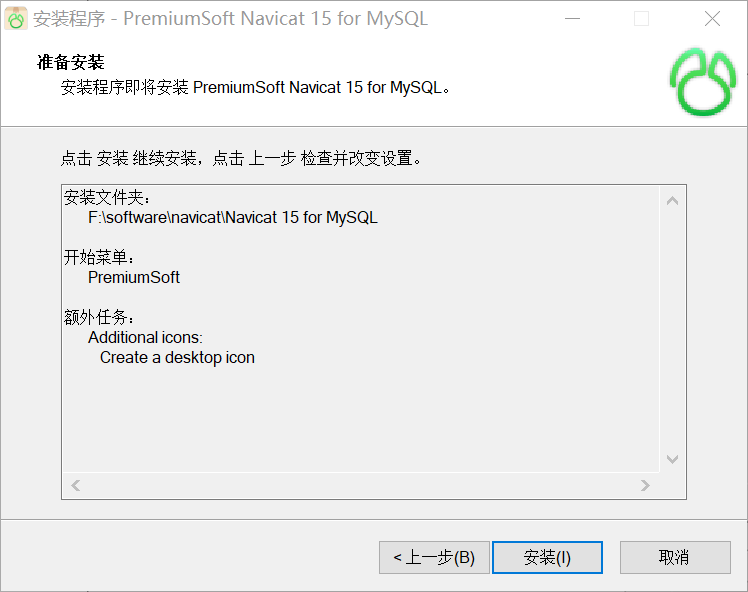 安装程序 - PremiumSoft Navicat 15 for MySQL
准备安装
安装程序即将安装 PremiumSoft Navicat 15 for MySQL。
点击 安装 继续安装，点击 上一步 检查并改变设置。
安装文件夹：
F:\software\navicat\Navicat 15 for MySQL
开始菜单：
PremiumSoft
额外任务：
Additional icons:
Create a desktop icon
< 上一步(B) 安装(I) 取消